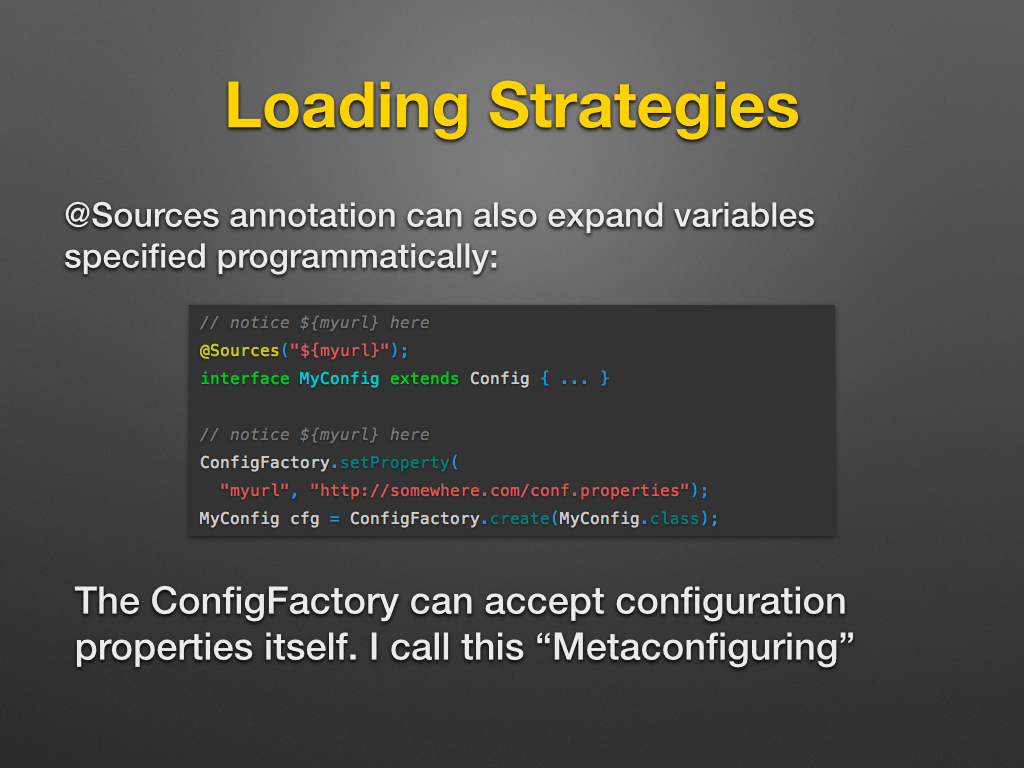 Loading Strategies
@Sources annotation can also expand variables
specified programmatically:
// notice ${myurl} here
@Sources("${myurl}");
interface MyConfig extends Config { ... }
// notice ${myurl} here
ConfigFactory.setProperty(
"myurl", "http://somewhere.com/conf.properties");
MyConfig cfg = ConfigFactory.create(MyConfig.class);
The ConfigFactory can accept configuration
properties itself. I call this “Metaconfiguring”